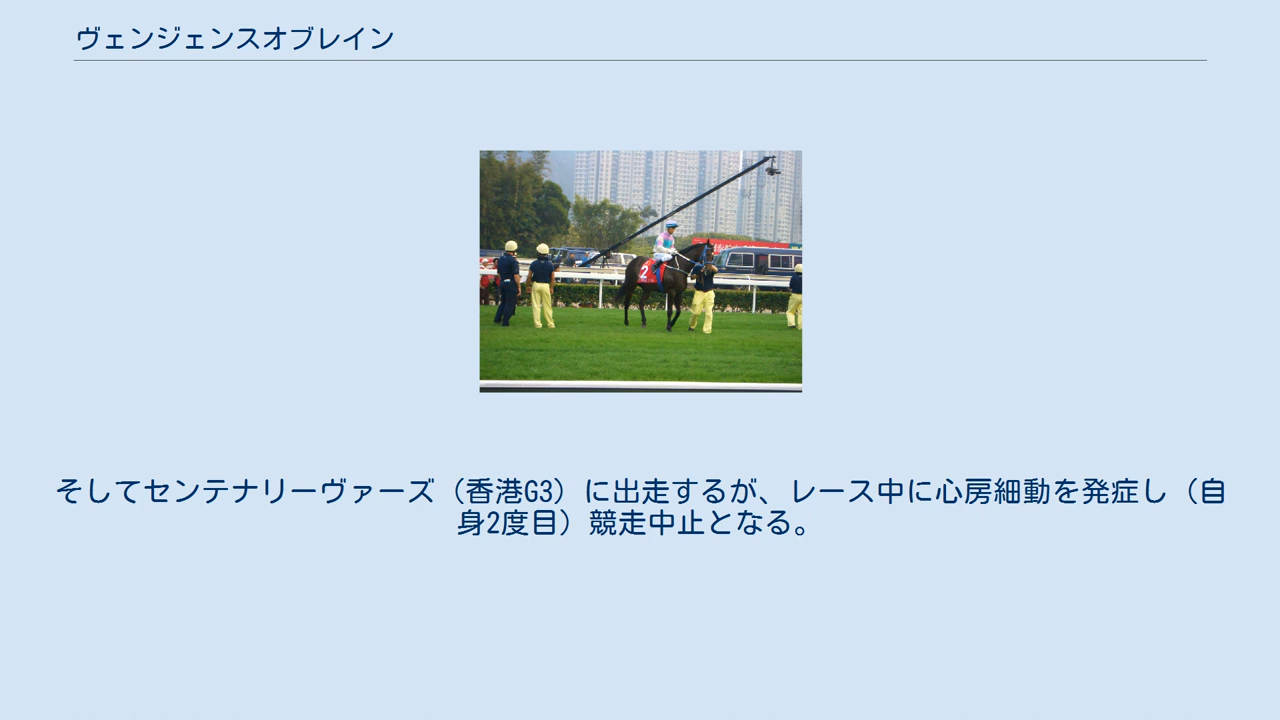 ヴェンジェンスオブレイン
2
そしてセンテナリーヴァーズ（香港G3）に出走するが、レース中に心房細動を発症し（自
身2度目）競走中止となる。